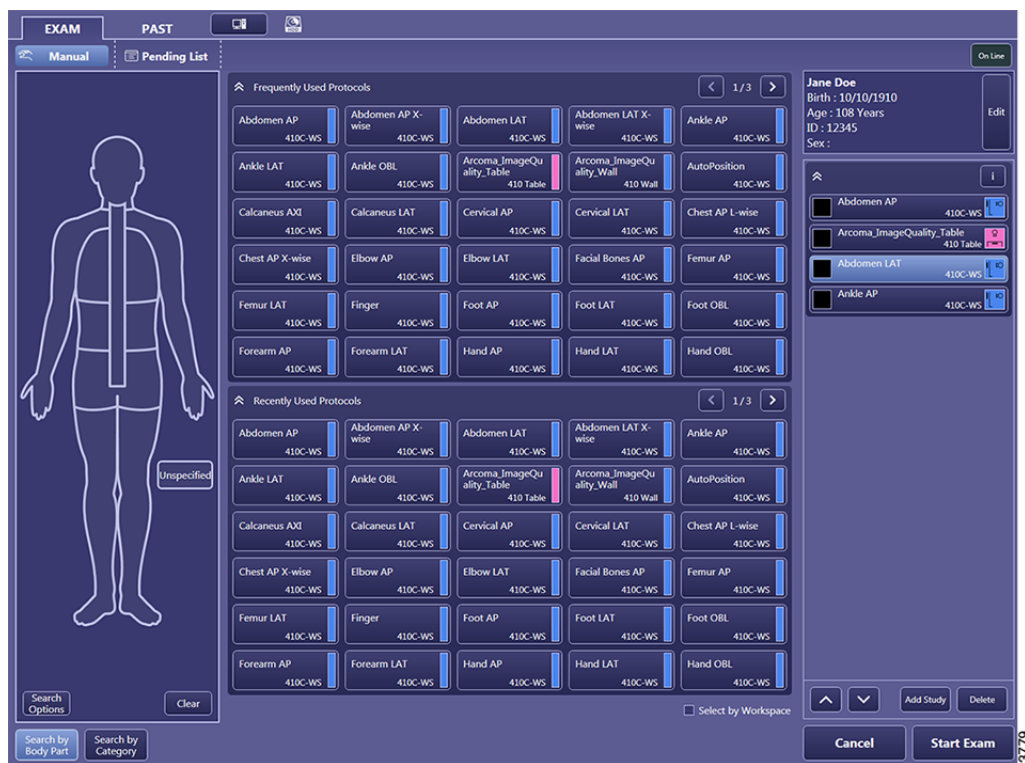 EXAM
PAST
Manual
Pending List
On Line
Unspecified
Search
Options
Clear
Search by
Body Part
Search by
Category
Frequently Used Protocols
1/3
Abdomen AP
410C-WS
Abdomen AP X-
wise
410C-WS
Abdomen LAT
410C-WS
Abdomen LAT X-
wise
410C-WS
Ankle AP
410C-WS
Ankle LAT
410C-WS
Ankle OBL
410C-WS
Arcoma_ImageQu
ality_Table
410 Table
Arcoma_ImageQu
ality_Wall
410 Wall
AutoPosition
410C-WS
Calcaneus AXI
410C-WS
Calcaneus LAT
410C-WS
Cervical AP
410C-WS
Cervical LAT
410C-WS
Chest AP L-wise
410C-WS
Chest AP X-wise
410C-WS
Elbow AP
410C-WS
Elbow LAT
410C-WS
Facial Bones AP
410C-WS
Femur AP
410C-WS
Femur LAT
410C-WS
Finger
410C-WS
Foot AP
410C-WS
Foot LAT
410C-WS
Foot OBL
410C-WS
Forearm AP
410C-WS
Forearm LAT
410C-WS
Hand AP
410C-WS
Hand LAT
410C-WS
Hand OBL
410C-WS
Recently Used Protocols
1/3
Abdomen AP
410C-WS
Abdomen AP X-
wise
410C-WS
Abdomen LAT
410C-WS
Abdomen LAT X-
wise
410C-WS
Ankle AP
410C-WS
Ankle LAT
410C-WS
Ankle OBL
410C-WS
Arcoma_ImageQu
ality_Table
410 Table
Arcoma_ImageQu
ality_Wall
410 Wall
AutoPosition
410C-WS
Calcaneus AXI
410C-WS
Calcaneus LAT
410C-WS
Cervical AP
410C-WS
Cervical LAT
410C-WS
Chest AP L-wise
410C-WS
Chest AP X-wise
410C-WS
Elbow AP
410C-WS
Elbow LAT
410C-WS
Facial Bones AP
410C-WS
Femur AP
410C-WS
Femur LAT
410C-WS
Finger
410C-WS
Foot AP
410C-WS
Foot LAT
410C-WS
Foot OBL
410C-WS
Forearm AP
410C-WS
Forearm LAT
410C-WS
Hand AP
410C-WS
Hand LAT
410C-WS
Hand OBL
410C-WS
Select by Workspace
Jane Doe
Birth : 10/10/1910
Age : 108 Years
ID : 12345
Sex :
Edit
i
Abdomen AP
410C-WS
Arcoma_ImageQuality_Table
410 Table
Abdomen LAT
410C-WS
Ankle AP
410C-WS
Add Study
Delete
Cancel
Start Exam